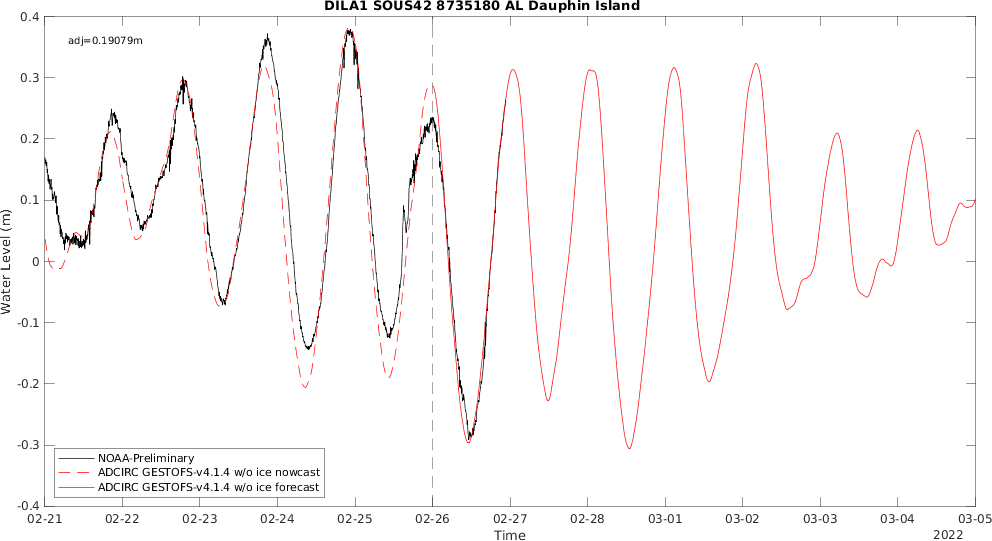 DILA1 SOUS42 8735180 AL Dauphin Island
adj=0.19079m
0.4
0.3
0.2
0.1
0
-0.1
-0.2
-0.3
-0.4
Water Level (m)
NOAA-Preliminary
ADCIRC GESTOFS-v4.1.4 w/o ice nowcast
ADCIRC GESTOFS-v4.1.4 w/o ice forecast
02-21 02-22 02-23 02-24 02-25 02-26 02-27 02-28 03-01 03-02 03-03 03-04 03-05
Time
2022